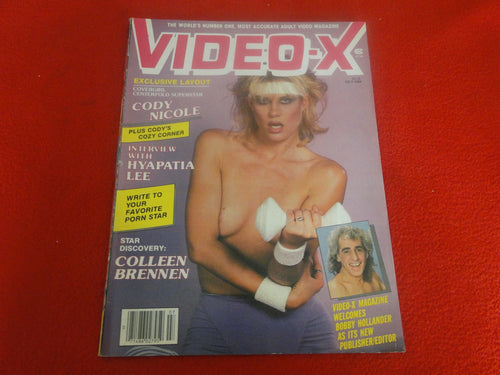 THE WORLD'S NUMBER ONE, MOST ACCURATE ADULT VIDEO MAGAZINE
VIDEO-X
EXCLUSIVE LAYOUT
COVERGIRL
CENTERFOLD SUPERSTAR
CODY
NICOLE
PLUS CODY'S
COZY CORNER
INTERVIEW
WITH
HYAPATIA
LEE
WRITE TO
YOUR
FAVORITE
PORN STAR
STAR
DISCOVERY:
COLLEEN
BRENNEN
VIDEO-X MAGAZINE
WELCOMES
BOBBY HOLLANDER
AS ITS NEW
PUBLISHER/EDITOR